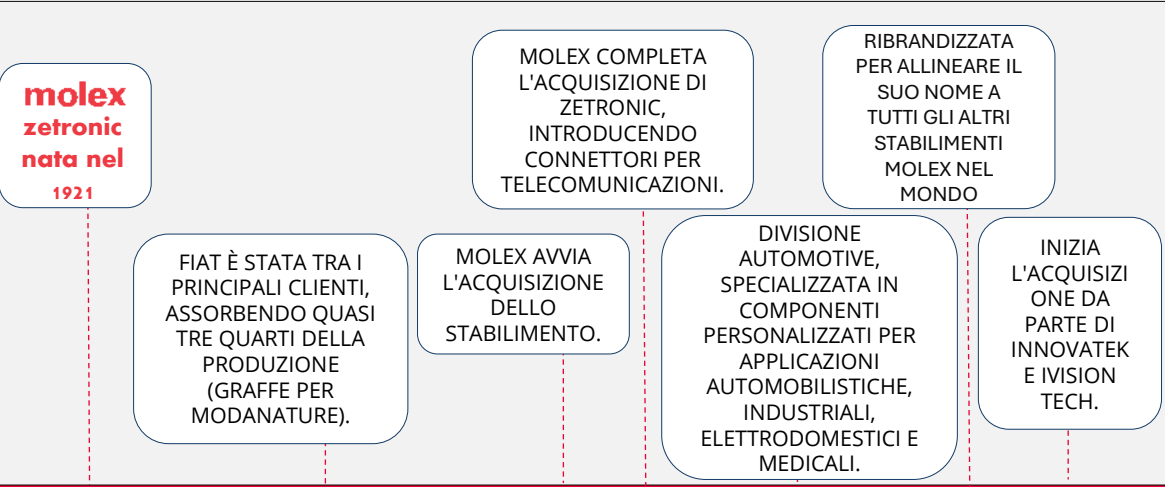 molex
zetronic
nata nel
1921
FIAT È STATA TRA I
PRINCIPALI CLIENTI,
ASSORBENDO QUASI
TRE QUARTI DELLA
PRODUZIONE
(GRAFFE PER
MODANATURE).
MOLEX AVVIA
L'ACQUISIZIONE
DELLO
STABILIMENTO.
MOLEX COMPLETA
L'ACQUISIZIONE DI
ZETRONIC,
INTRODUCENDO
CONNETTORI PER
TELECOMUNICAZIONI.
DIVISIONE
AUTOMOTIVE,
SPECIALIZZATA IN
COMPONENTI
PERSONALIZZATI PER
APPLICAZIONI
AUTOMOBILISTICHE,
INDUSTRIALI,
ELETTRODOMESTICI E
MEDICALI.
RIBRANDIZZATA
PER ALLINEARE IL
SUO NOME A
TUTTI GLI ALTRI
STABILIMENTI
MOLEX NEL
MONDO
INIZIA
L'ACQUISIZI
ONE DA
PARTE DI
INNOVATEK
E IVISION
TECH.